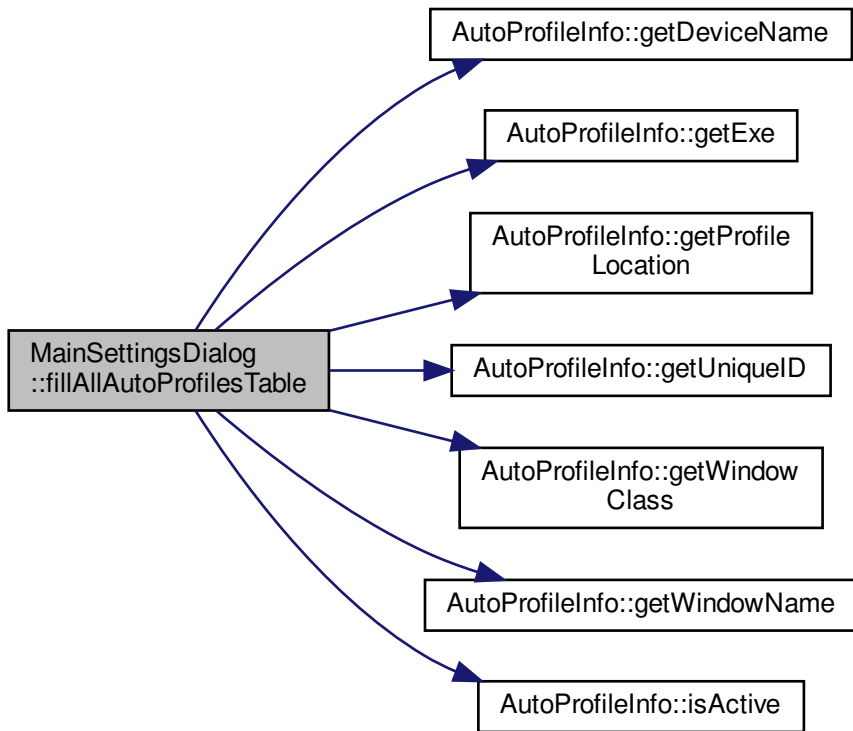 AutoProfileInfo::getDeviceName
AutoProfileInfo::getExe
AutoProfileInfo::getProfile
Location
MainSettingsDialog
::fillAllAutoProfilesTable
AutoProfileInfo::getUniqueID
AutoProfileInfo::getWindow
Class
AutoProfileInfo::getWindowName
AutoProfileInfo::isActive